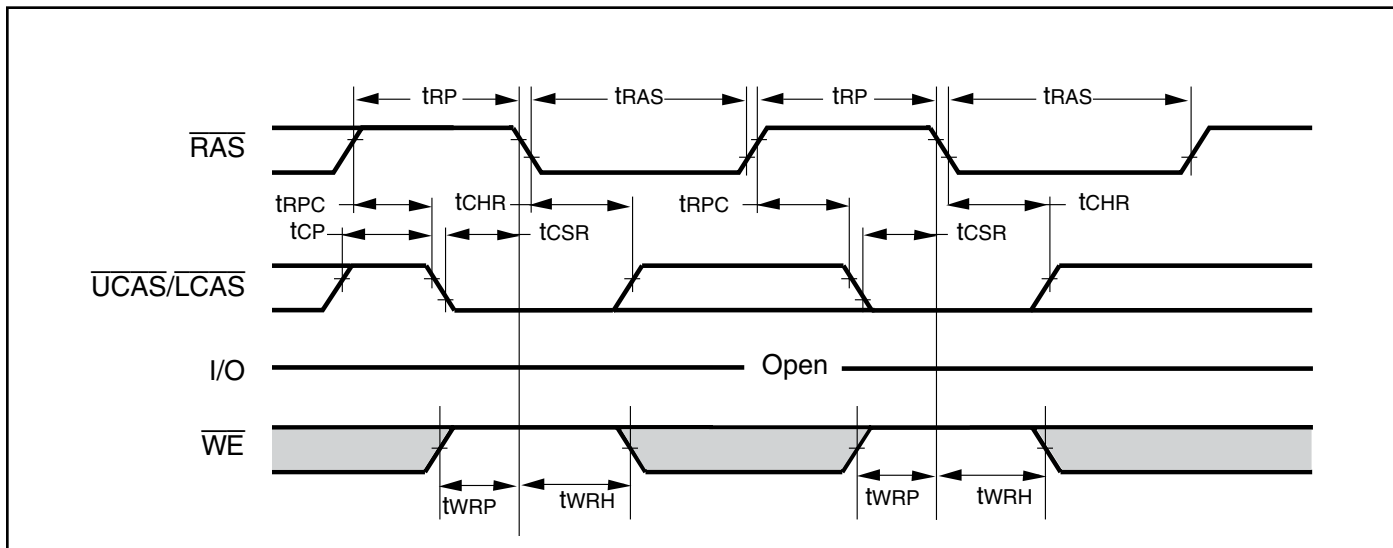 tRP tRAS tRP tRAS
RAS
tRPC tCHR tRPC tCHR
tCP tCSR tCSR
UCAS/LCAS
I/O Open
WE
tWRP tWRH tWRP tWRH